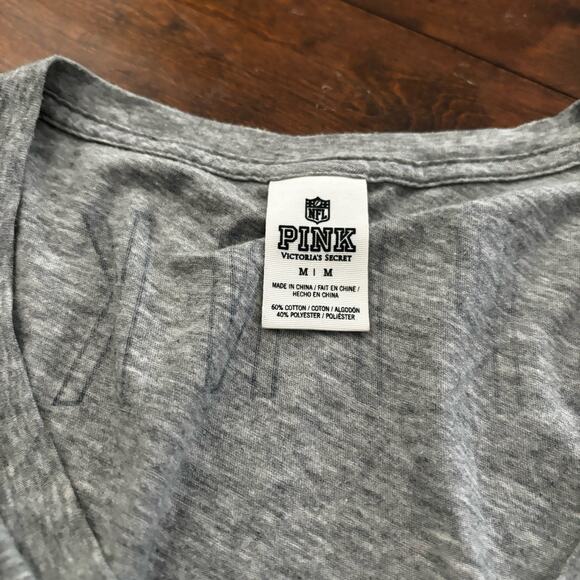 NFL
PINK
VICTORIA'S SECRET
M | M
MADE IN CHINA / FAIT EN CHINE /
HECHO EN CHINA
60% COTTON / COTON / ALGODÓN
40% POLYESTER / POLIÉSTER